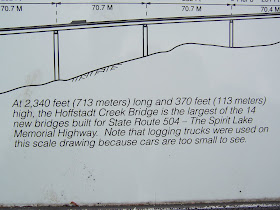 70.7 M 70.7 M 70.7 M 70.4 M
At 2,340 feet (713 meters) long and 370 feet (113 meters)
high, the Hoffstadt Creek Bridge is the largest of the 14
new bridges built for State Route 504 – The Spirit Lake
Memorial Highway. Note that logging trucks were used on
this scale drawing because cars are too small to see.